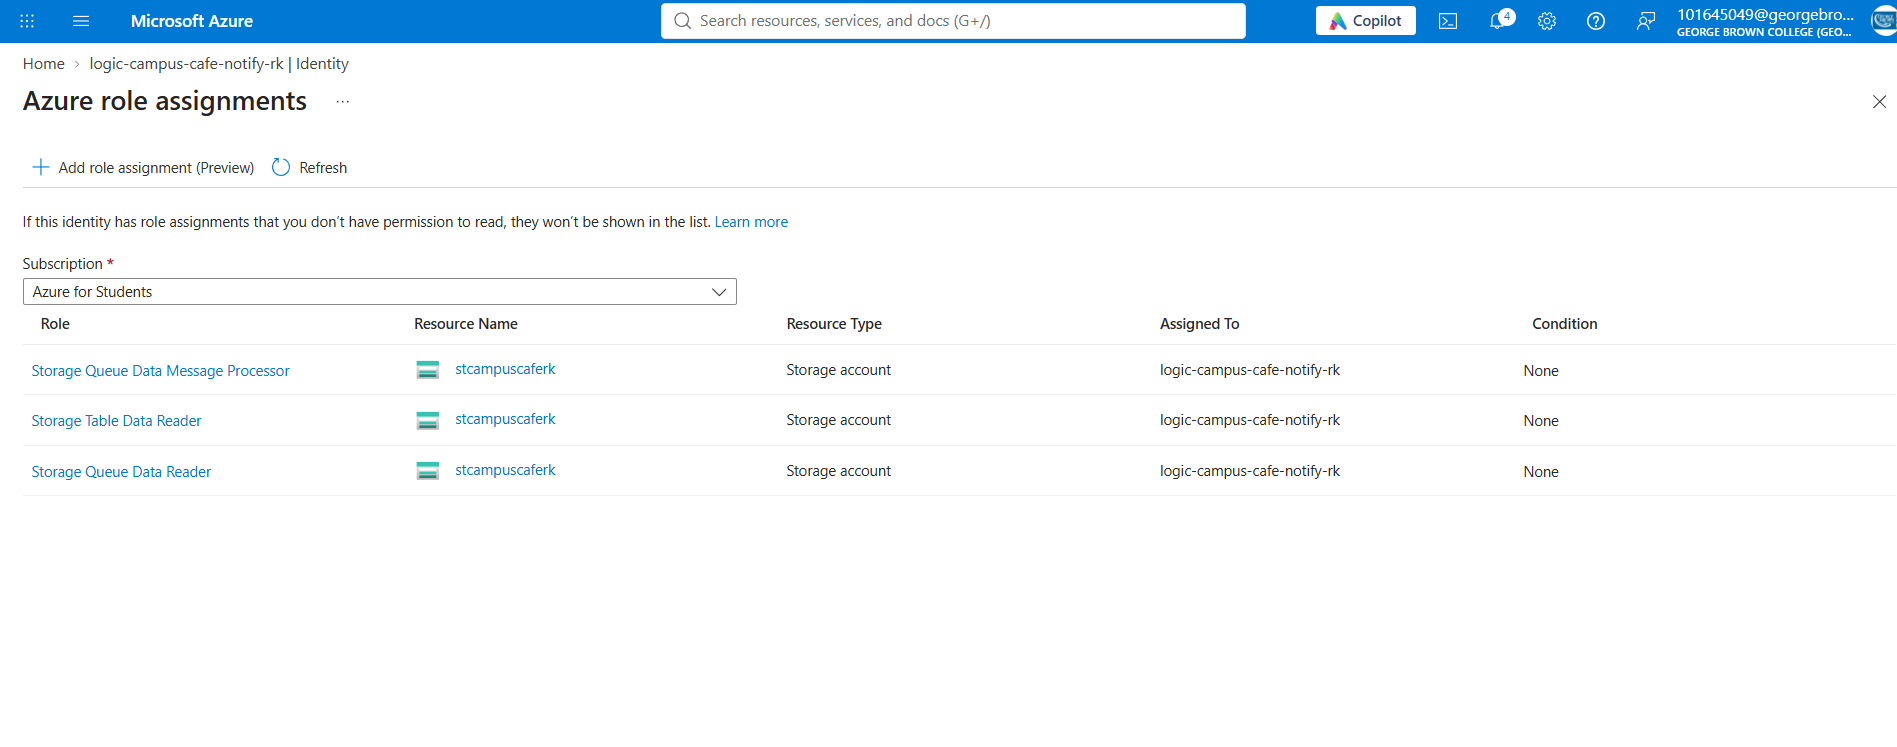 Microsoft Azure
Search resources, services, and docs (G+/)
Copilot
4
101645049@georgebro...
GEORGE BROWN COLLEGE (GEO...
Home > logic-campus-cafe-notify-rk | Identity
Azure role assignments ...
Add role assignment (Preview) Refresh
If this identity has role assignments that you don't have permission to read, they won't be shown in the list. Learn more
Subscription *
Azure for Students
Role Resource Name Resource Type Assigned To Condition
Storage Queue Data Message Processor stcampuscaferk Storage account logic-campus-cafe-notify-rk None
Storage Table Data Reader stcampuscaferk Storage account logic-campus-cafe-notify-rk None
Storage Queue Data Reader stcampuscaferk Storage account logic-campus-cafe-notify-rk None